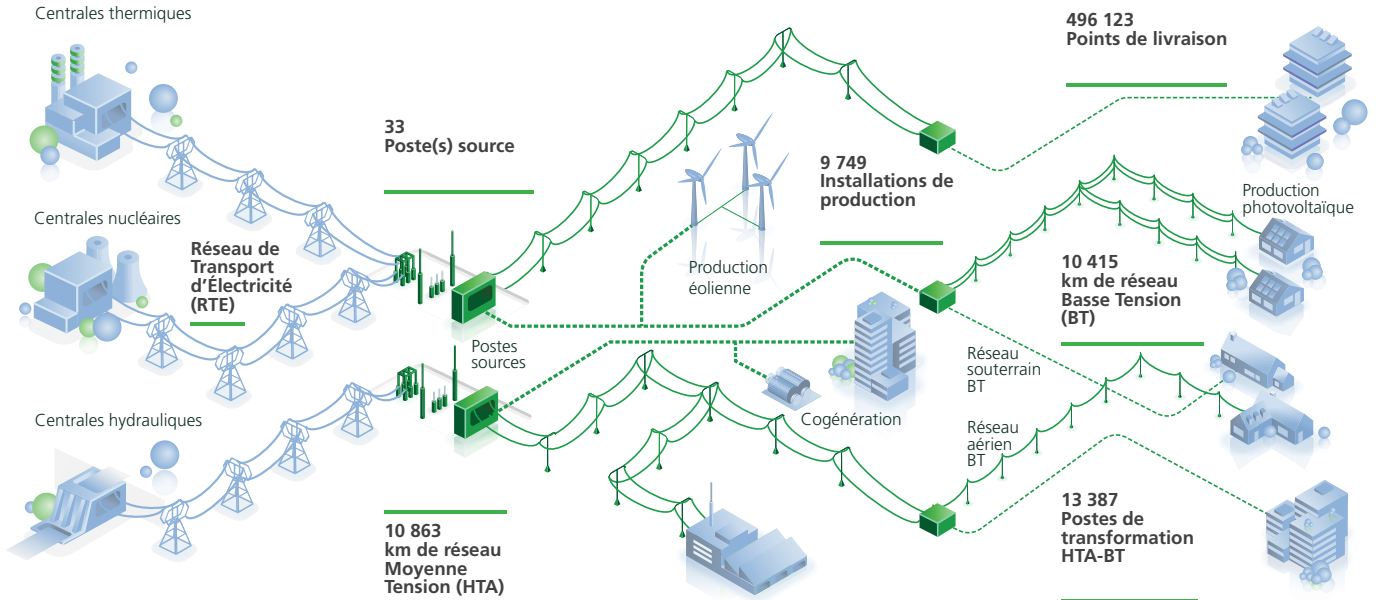 Centrales thermiques
496 123
Points de livraison
33
Poste(s) source
9 749
Installations de
production
Production
photovoltaïque
Centrales nucléaires
Réseau de
Transport
d’Électricité
(RTE)
Production
éolienne
10 415
km de réseau
Basse Tension
(BT)
Postes
sources
Réseau
souterrain
BT
Centrales hydrauliques
Cogénération
Réseau
aérien
BT
10 863
km de réseau
Moyenne
Tension (HTA)
13 387
Postes de
transformation
HTA-BT